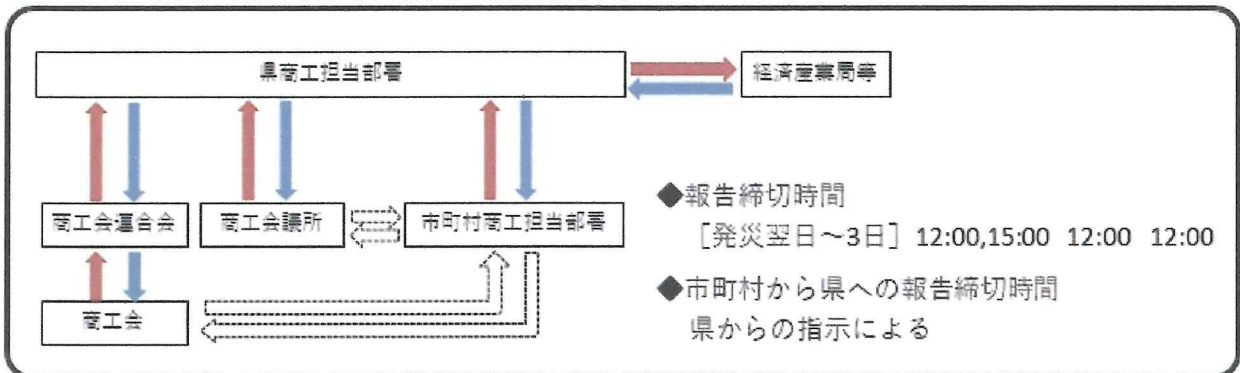 県商工担当部署
経済産業局等
商工会連合会
商工会議所
市町村商工担当部署
商工会
◆報告締切時間
[発災翌日～3日] 12:00,15:00 12:00 12:00
◆市町村から県への報告締切時間
県からの指示による